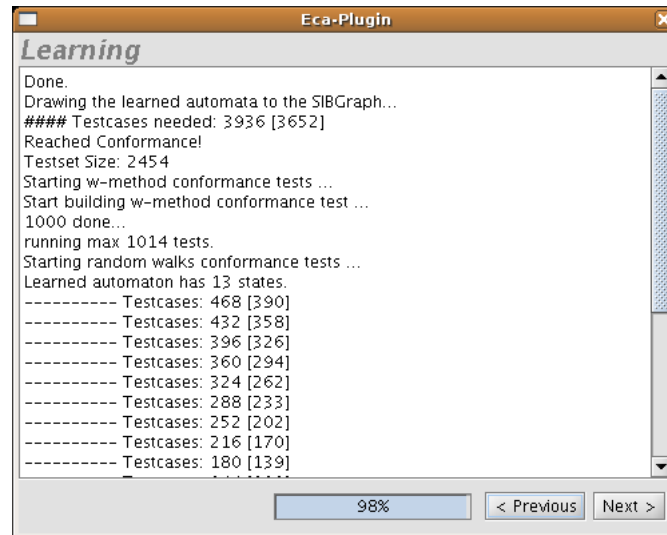 Eca-Plugin
Learning
Done.
Drawing the learned automata to the SIBGraph...
#### Testcases needed: 3936 [3652]
Reached Conformance!
Testset Size: 2454
Starting w-method conformance tests ...
Start building w-method conformance test ...
1000 done...
running max 1014 tests.
Starting random walks conformance tests ...
Learned automaton has 13 states.
---------- Testcases: 468 [390]
---------- Testcases: 432 [358]
---------- Testcases: 396 [326]
---------- Testcases: 360 [294]
---------- Testcases: 324 [262]
---------- Testcases: 288 [233]
---------- Testcases: 252 [202]
---------- Testcases: 216 [170]
---------- Testcases: 180 [139]
98%
< Previous
Next >